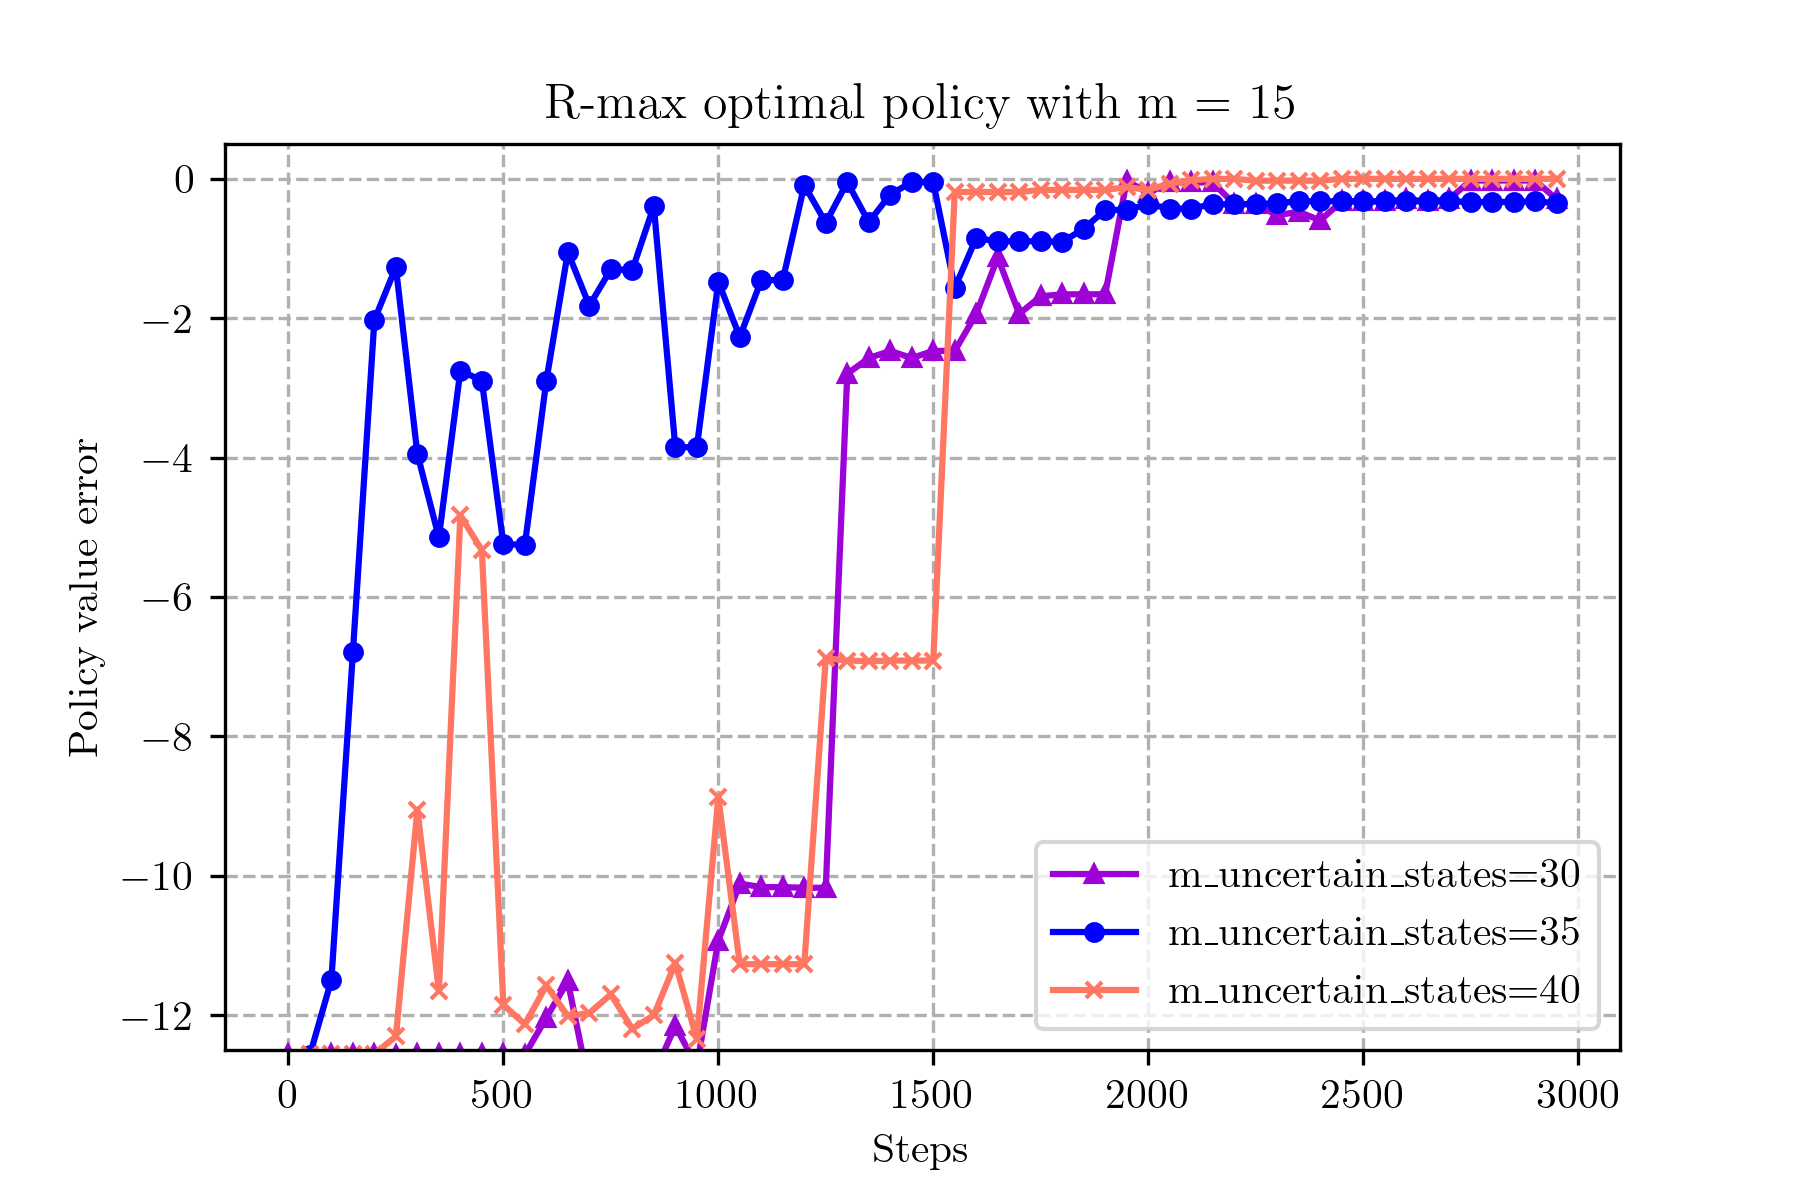 R-max optimal policy with m = 15
Policy value error
0
−2
−4
−6
−8
−10
−12
m_uncertain_states=30
m_uncertain_states=35
m_uncertain_states=40
0 500 1000 1500 2000 2500 3000
Steps